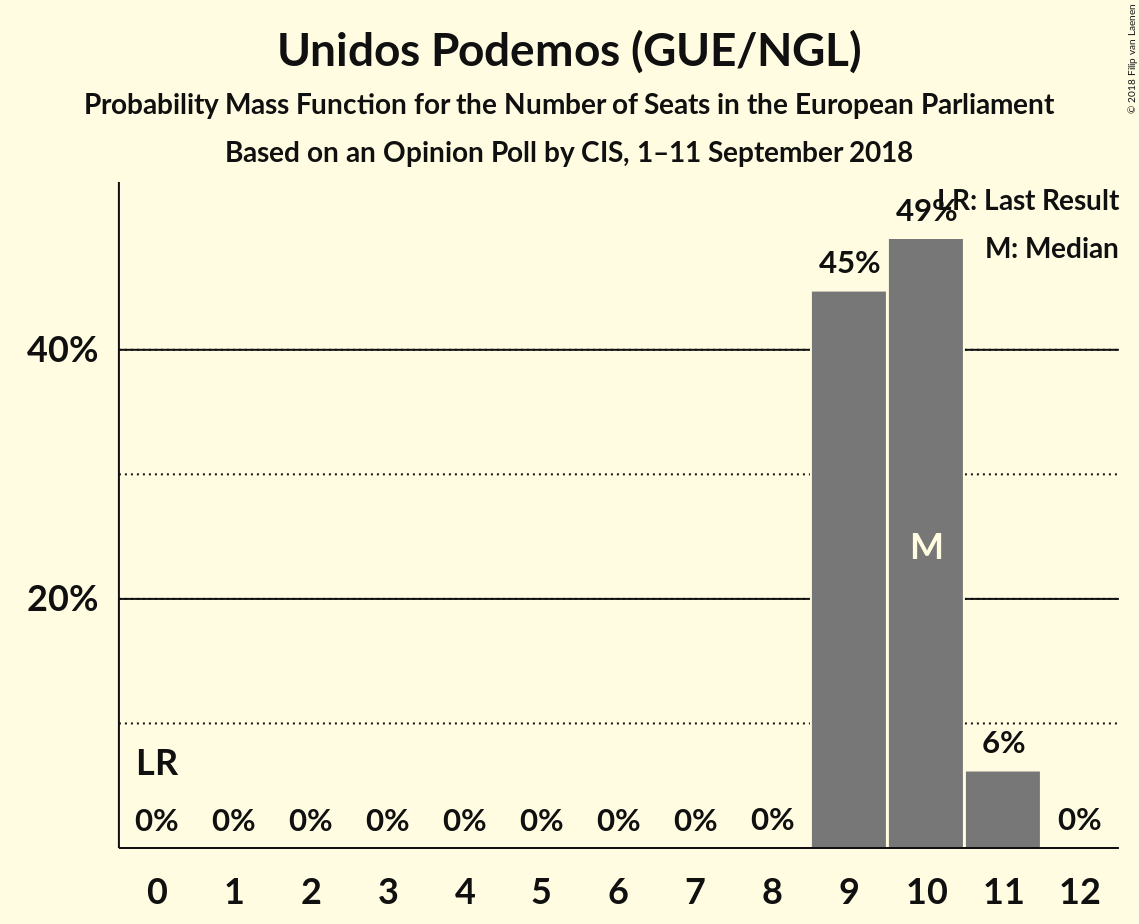 Unidos Podemos (GUE/NGL)
Probability Mass Function for the Number of Seats in the European Parliament
Based on an Opinion Poll by CIS, 1–11 September 2018
© 2018 Filip van Laenen
LR: Last Result
M: Median
49%
45%
40%
M
20%
6%
LR
0% 0% 0% 0% 0% 0% 0% 0% 0% 0%
0 1 2 3 4 5 6 7 8 9 10 11 12